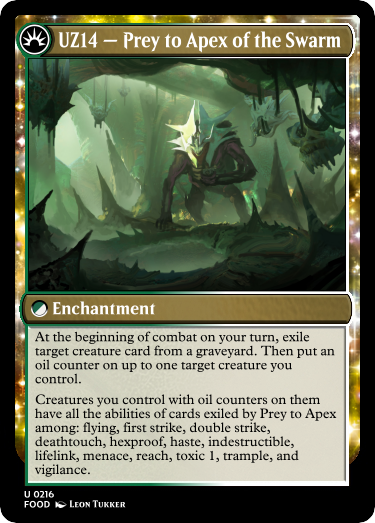 UZ14 — Prey to Apex of the Swarm
Enchantment
At the beginning of combat on your turn, exile
target creature card from a graveyard. Then put an
oil counter on up to one target creature you
control.
Creatures you control with oil counters on them
have all the abilities of cards exiled by Prey to Apex
among: flying, first strike, double strike,
deathtouch, hexproof, haste, indestructible,
lifelink, menace, reach, toxic 1, trample, and
vigilance.
U 0216
FOOD Leon Tukker